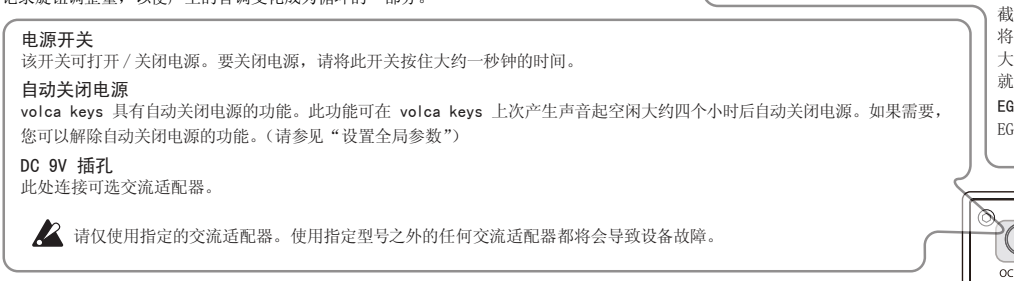 电源开关
该开关可打开/关闭电源。要关闭电源，请将此开关按住大约一秒钟的时间。
自动关闭电源
volca keys 具有自动关闭电源的功能。此功能可在 volca keys 上次产生声音起空闲大约四个小时后自动关闭电源。如果需要，
您可以解除自动关闭电源的功能。（请参见“设置全局参数”）
DC 9V 插孔
此处连接可选交流适配器。
请仅使用指定的交流适配器。使用指定型号之外的任何交流适配器都将会导致设备故障。
截
将
大
就
EG
EG
OC